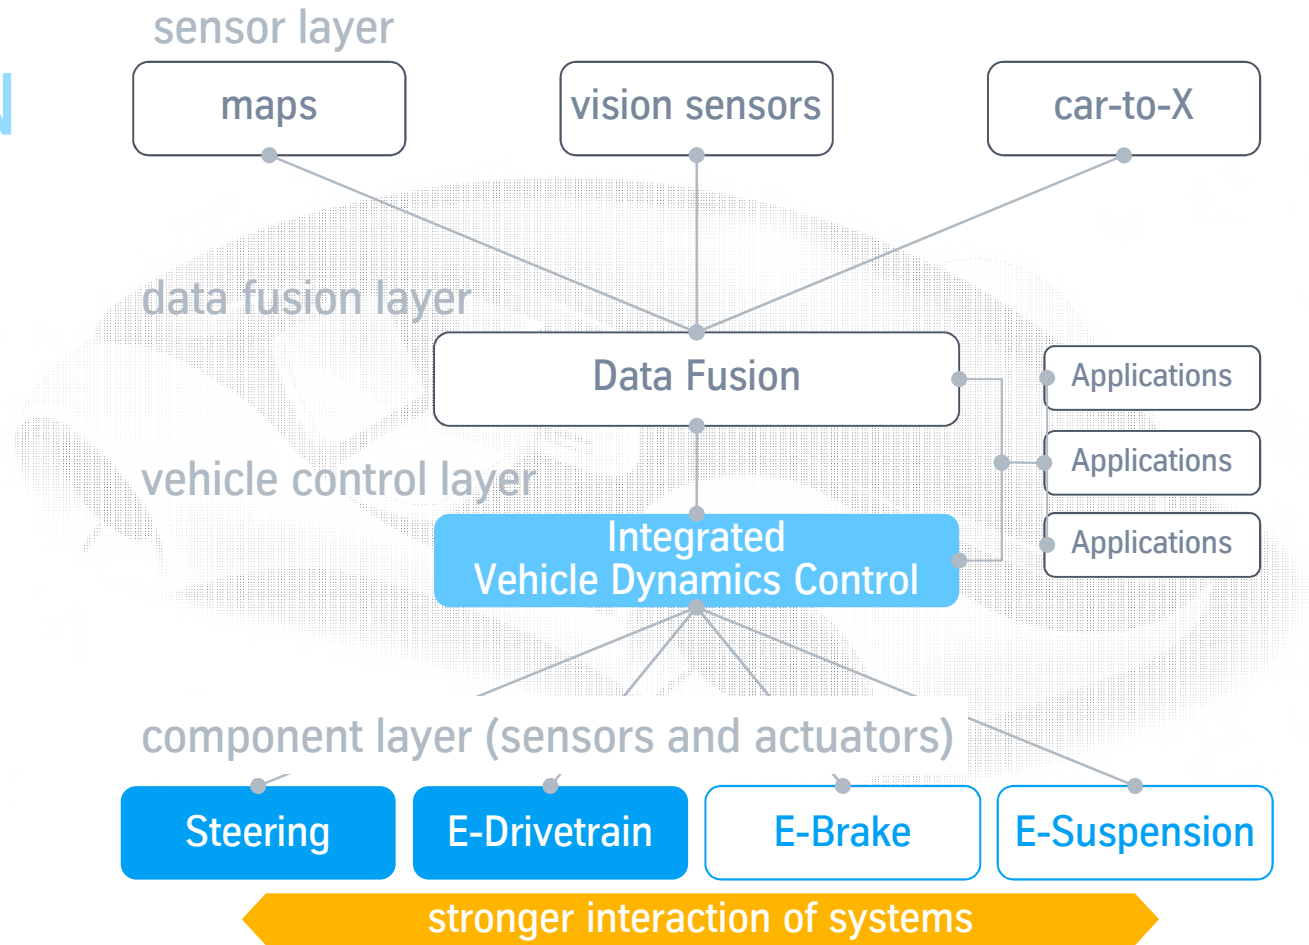 sensor layer
maps
vision sensors
car-to-X
N
data fusion layer
Data Fusion
Applications
vehicle control layer
Applications
Integrated
Vehicle Dynamics Control
Applications
component layer (sensors and actuators)
Steering
E-Drivetrain
E-Brake
E-Suspension
stronger interaction of systems